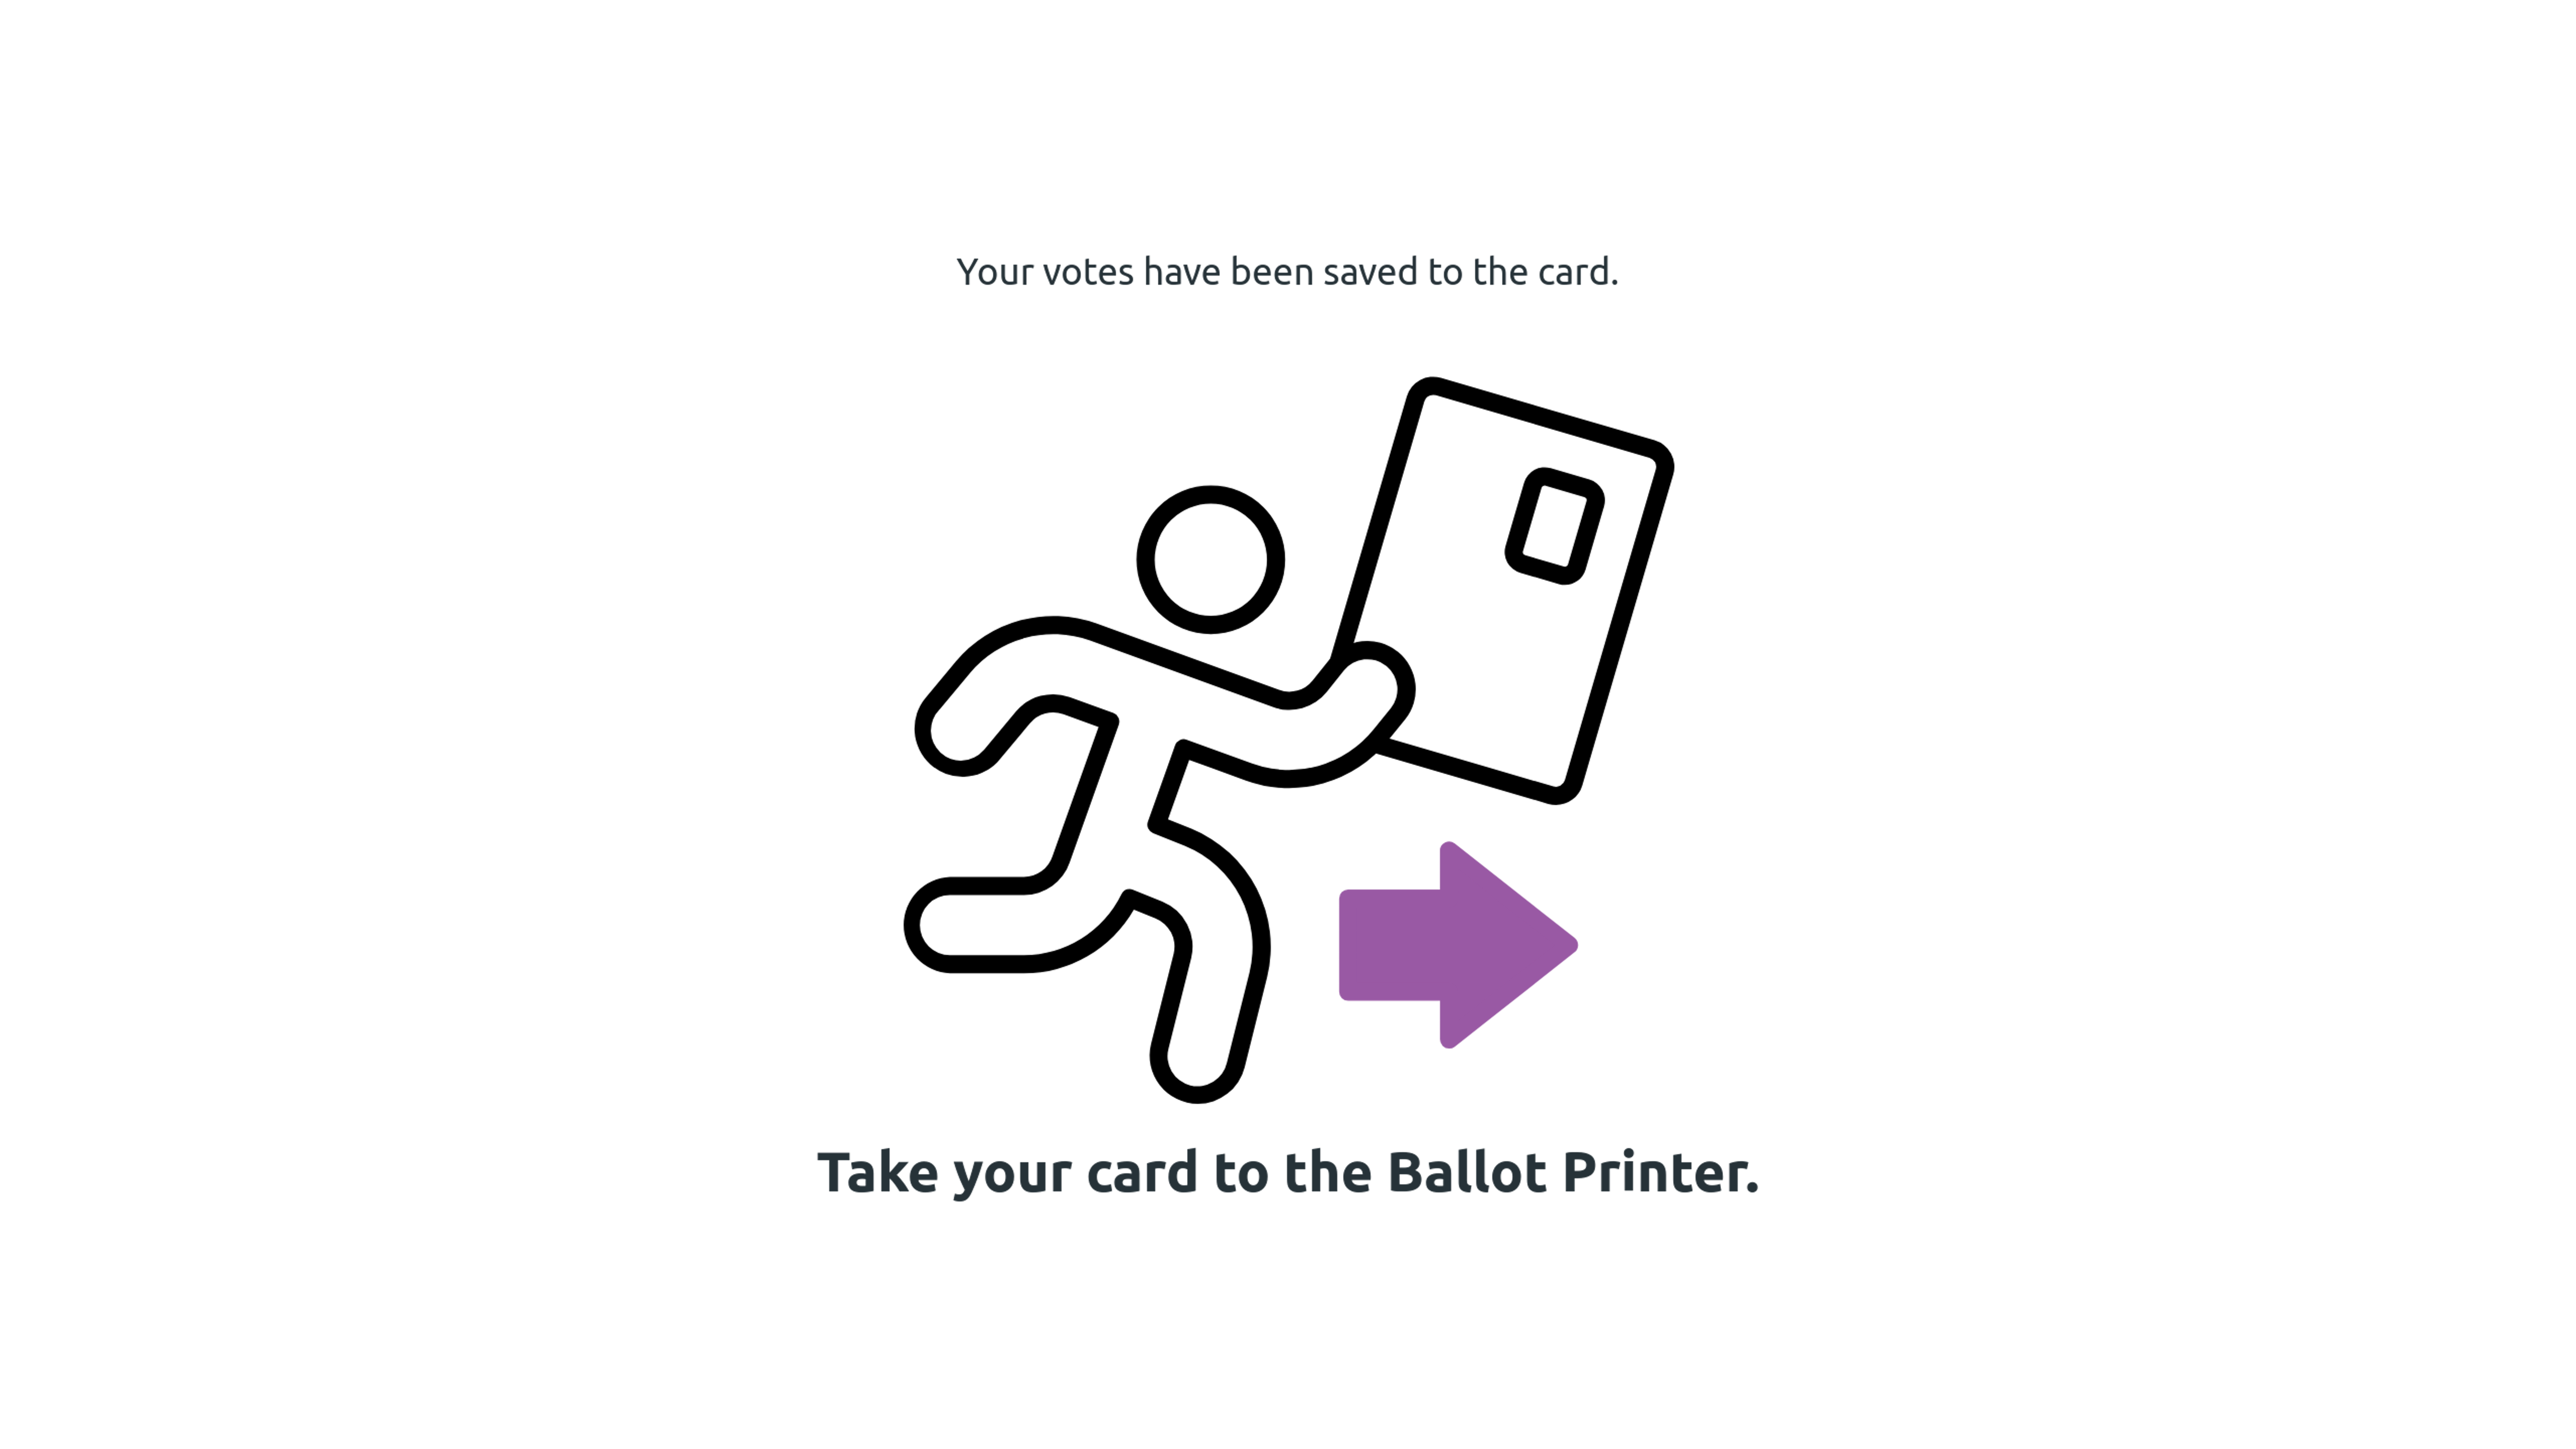 Your votes have been saved to the card.
Take your card to the Ballot Printer.